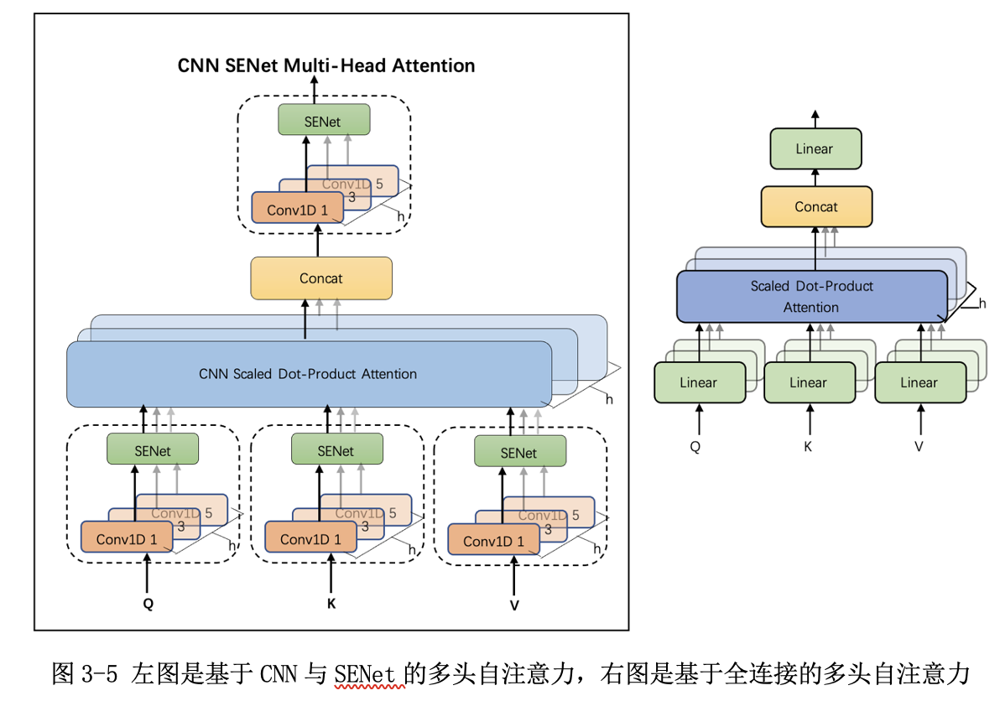 CNN SENet Multi-Head Attention
SENet
Conv1D 5
3
Conv1D 1
h
Concat
CNN Scaled Dot-Product Attention
h
SENet
SENet
SENet
Conv1D 5
3
Conv1D 1
h
Conv1D 5
3
Conv1D 1
h
Conv1D 5
3
Conv1D 1
h
Q
K
V
Linear
Concat
Scaled Dot-Product
Attention
h
Linear
Linear
Linear
Q
K
V
图 3-5 左图是基于 CNN 与 SENet 的多头自注意力，右图是基于全连接的多头自注意力